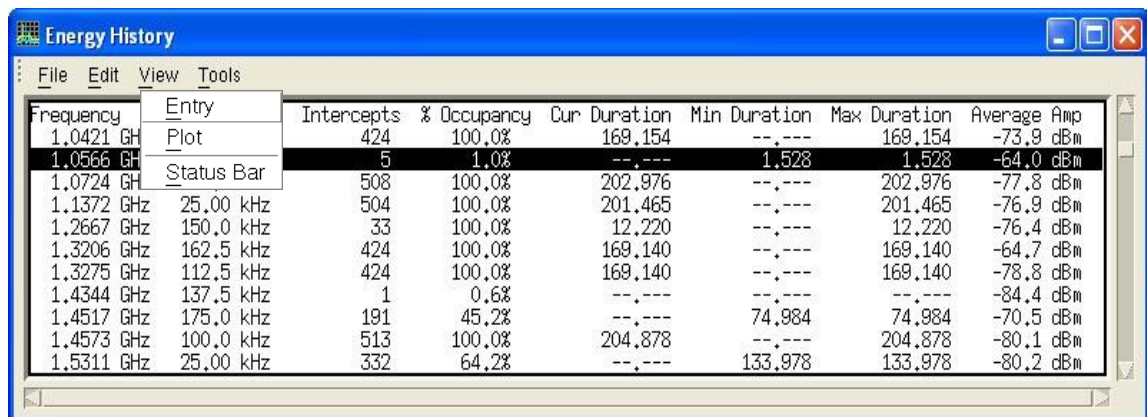 Energy History
File Edit View Tools
Entry
Plot
Status Bar
Frequency Intercepts % Occupancy Cur Duration Min Duration Max Duration Average Amp
1.0421 GH 424 100.0% 169.154 --.--- 169.154 -73.9 dBm
1.0566 GH 5 1.0% --.--- 1.528 1.528 -64.0 dBm
1.0724 GH 508 100.0% 202.976 --.--- 202.976 -77.8 dBm
1.1372 GHz 25.00 kHz 504 100.0% 201.465 --.--- 201.465 -76.9 dBm
1.2667 GHz 150.0 kHz 33 100.0% 12.220 --.--- 12.220 -76.4 dBm
1.3206 GHz 162.5 kHz 424 100.0% 169.140 --.--- 169.140 -64.7 dBm
1.3275 GHz 112.5 kHz 424 100.0% 169.140 --.--- 169.140 -78.8 dBm
1.4344 GHz 137.5 kHz 1 0.6% --.--- --.--- --.--- -84.4 dBm
1.4517 GHz 175.0 kHz 191 45.2% --.--- 74.984 74.984 -70.5 dBm
1.4573 GHz 100.0 kHz 513 100.0% 204.878 --.--- 204.878 -80.1 dBm
1.5311 GHz 25.00 kHz 332 64.2% --.--- 133.978 133.978 -80.2 dBm